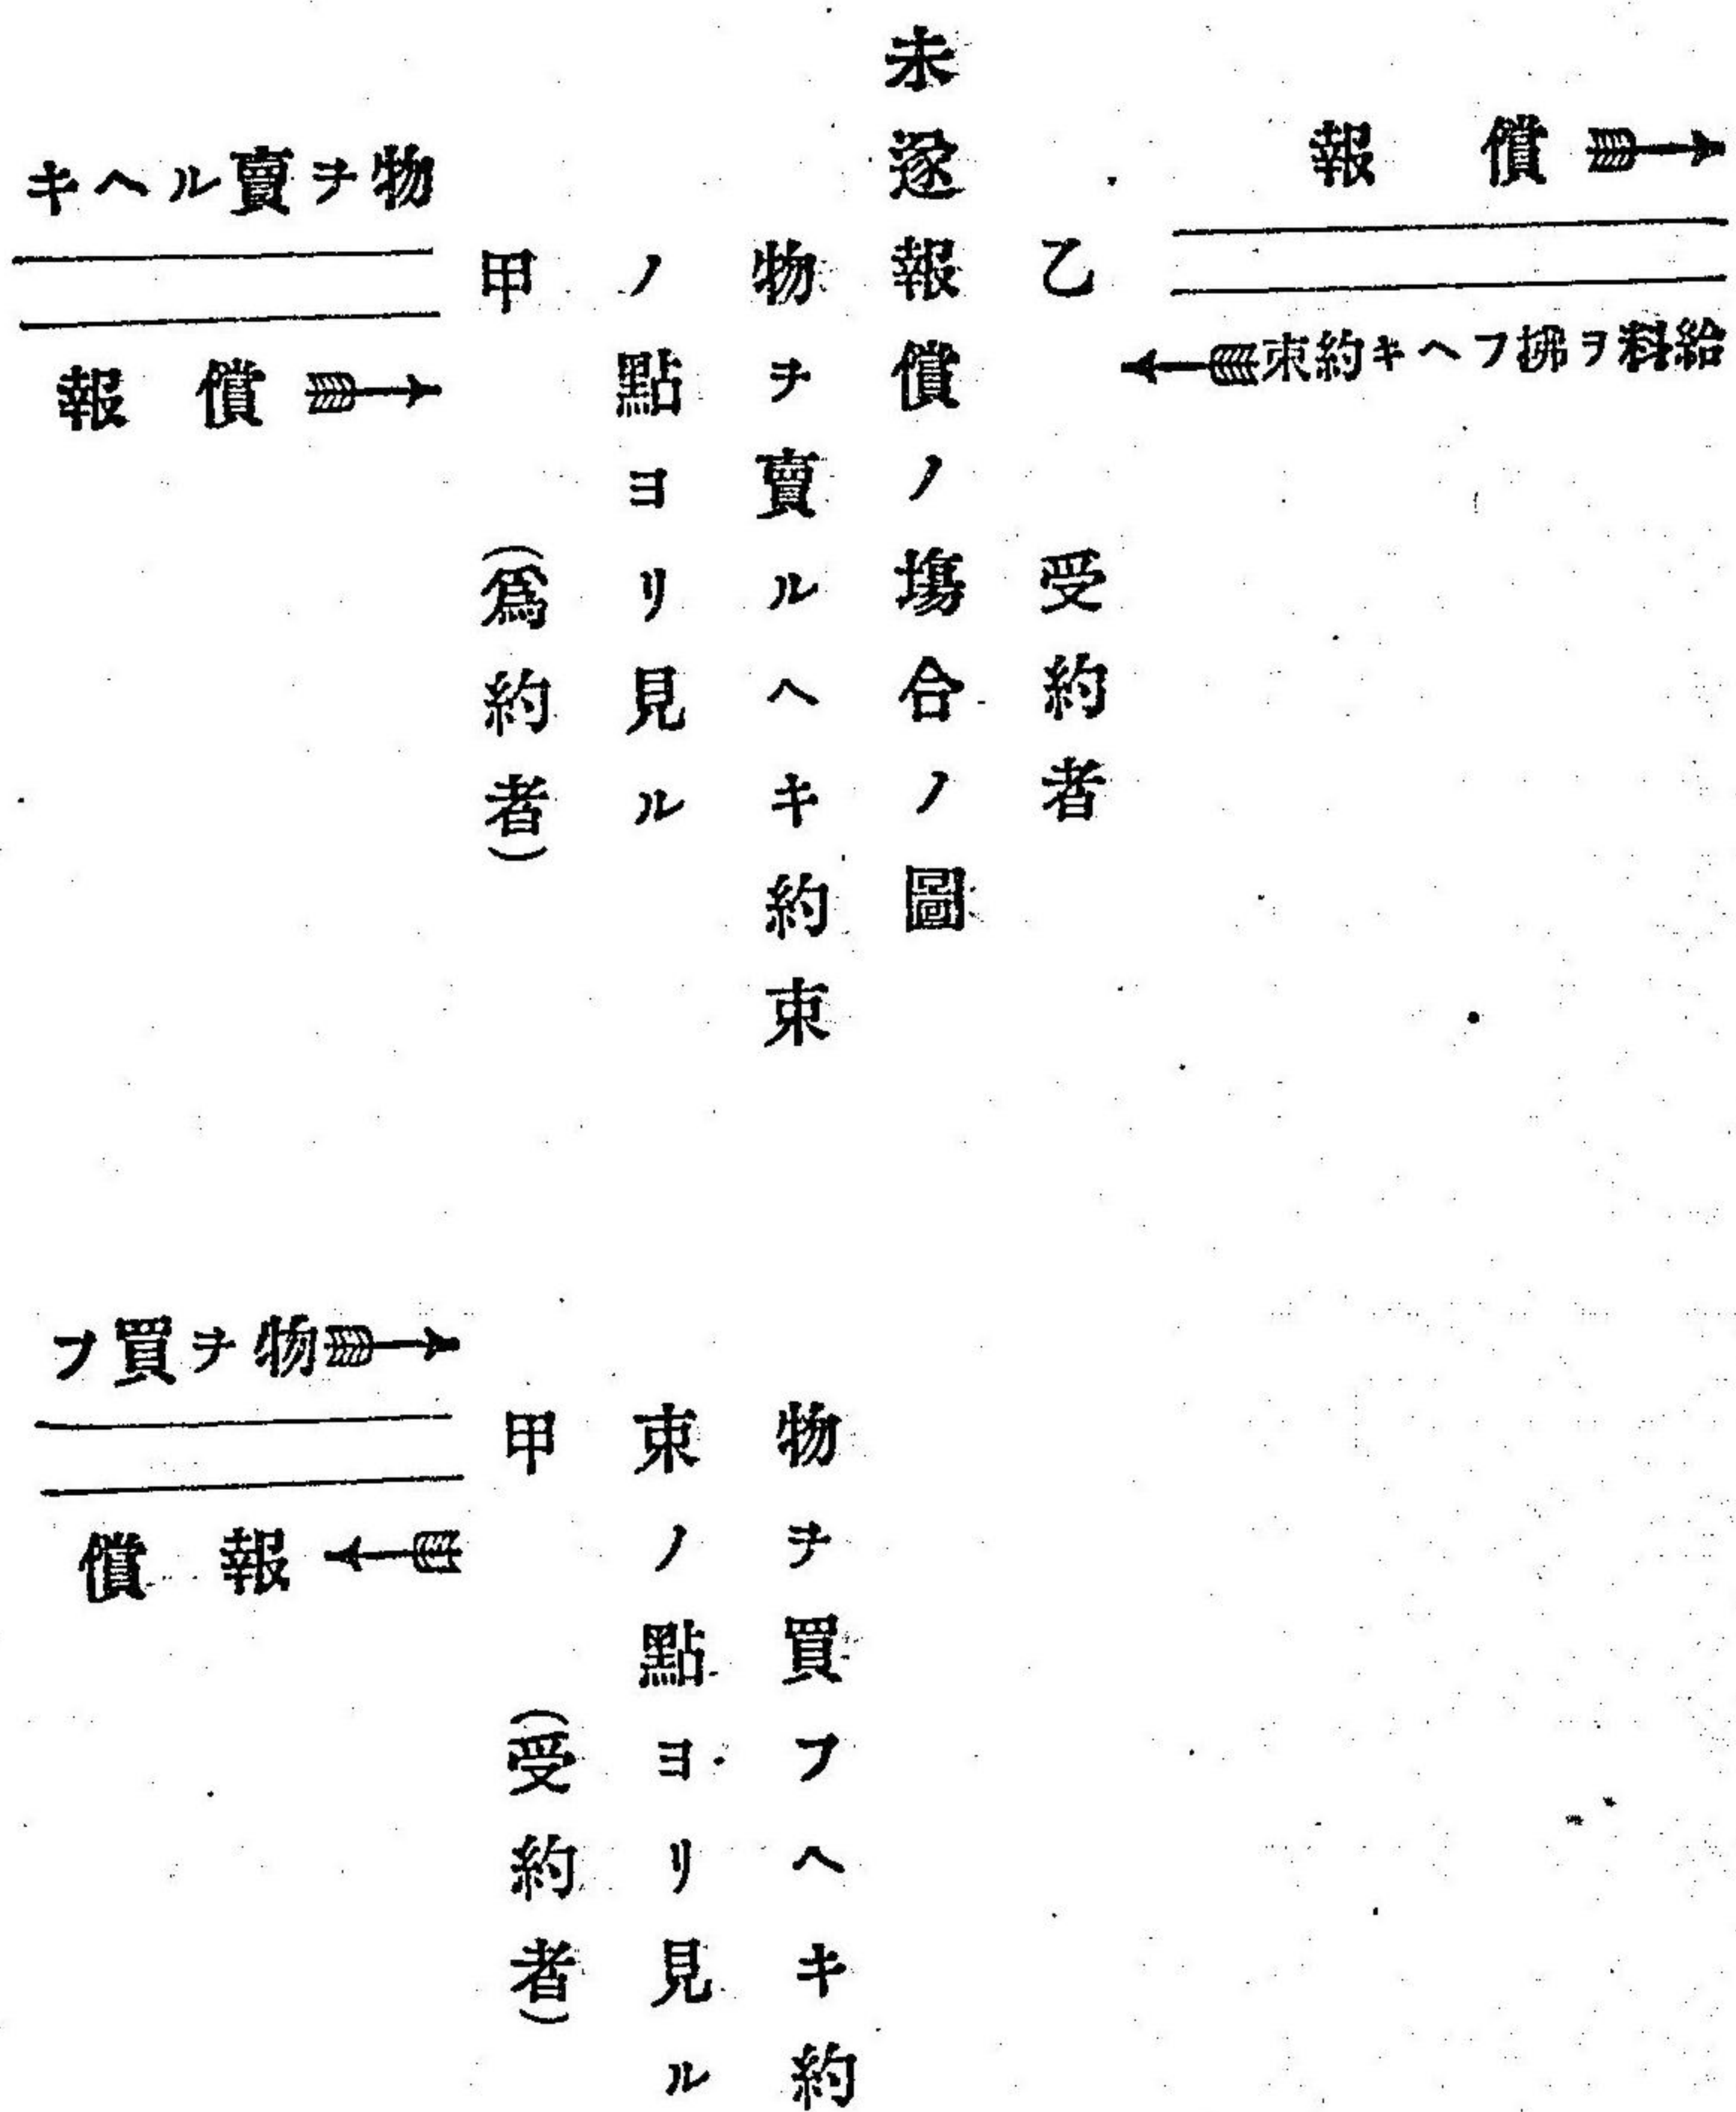 償報
給料ヲ拂フヘキ約束
乙 受約者
未遂報償ノ塲合ノ圖
物ヲ賣ルヘキ約束
ノ點ヨリ見ル
甲 (爲約者)
物ヲ賣ルヘキ
報償
物ヲ買フヘキ約
束ノ點ヨリ見ル
甲 (受約者)
物ヲ買フ
報償